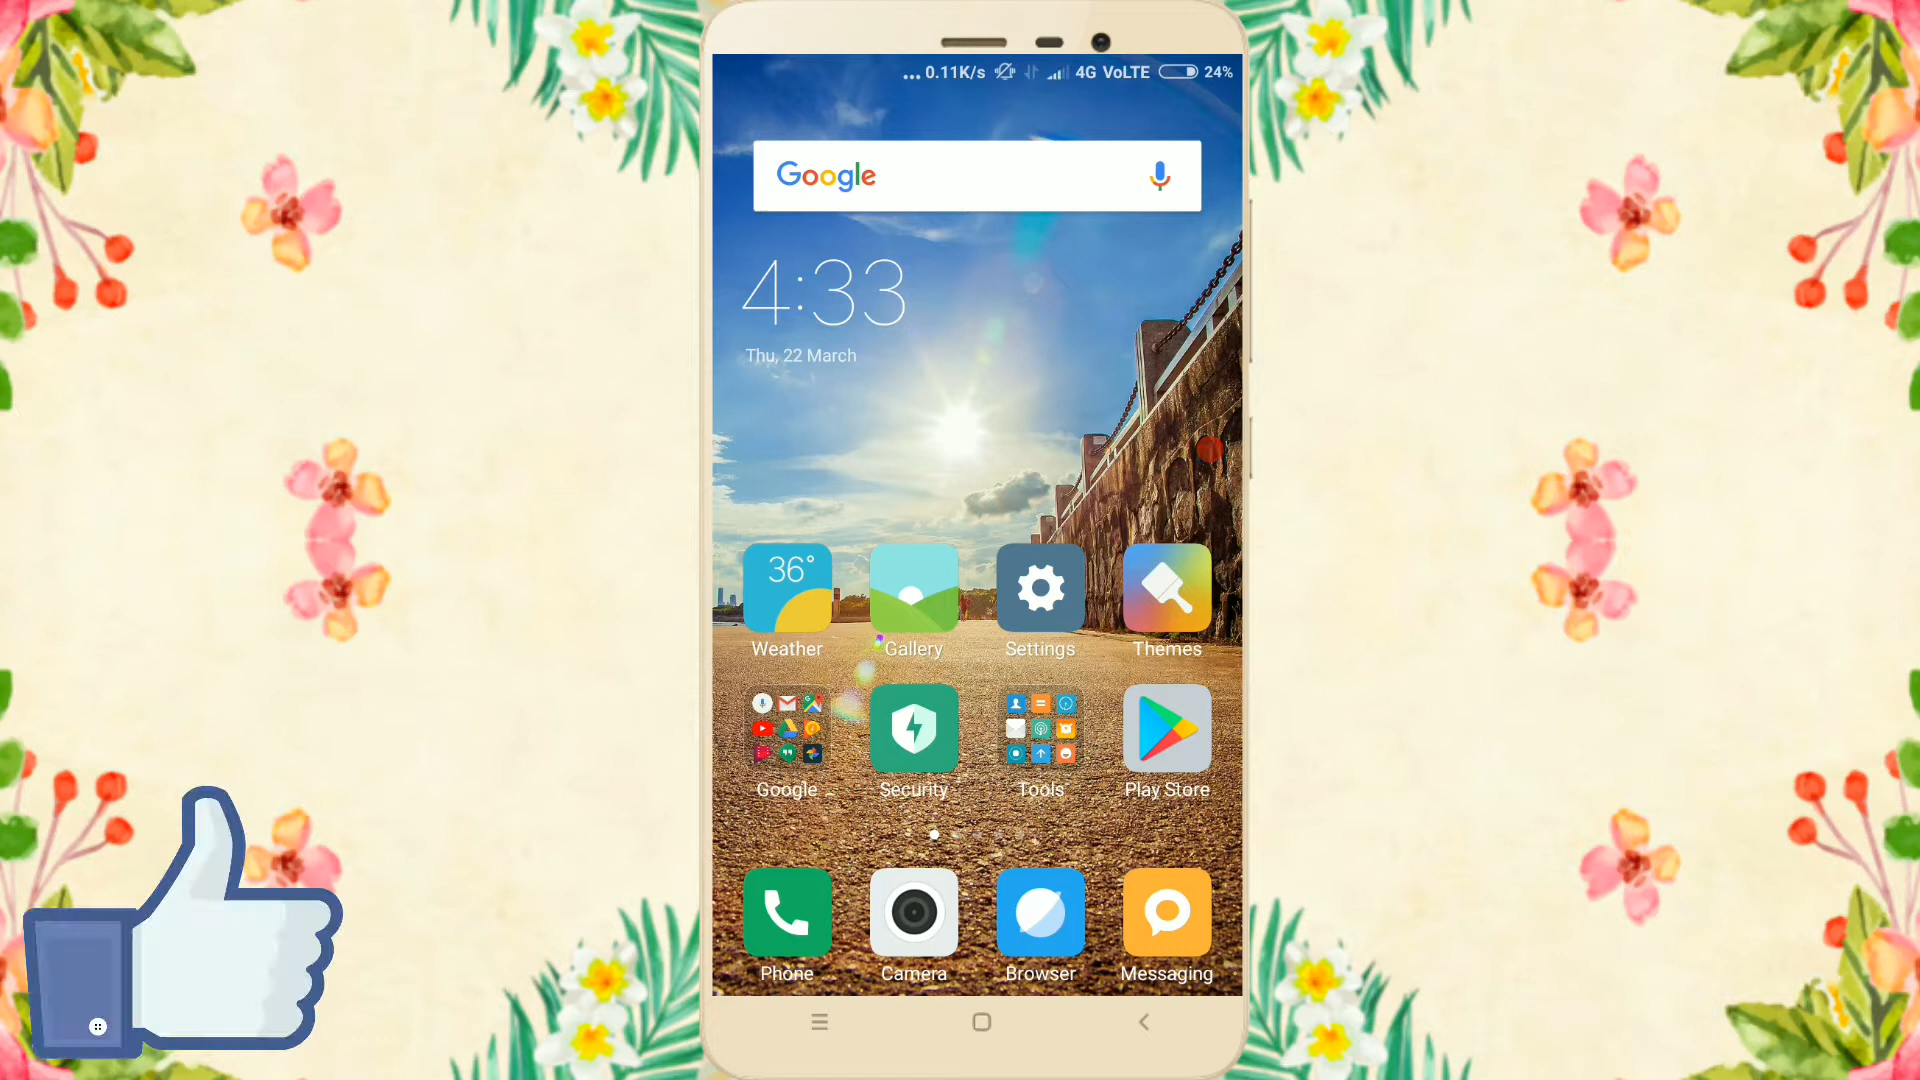 ... 0.11K/s 4G VoLTE 24%
Google
4:33
Thu, 22 March
36°
Weather Gallery Settings Themes
Google Security Tools Play Store
Phone Camera Browser Messaging